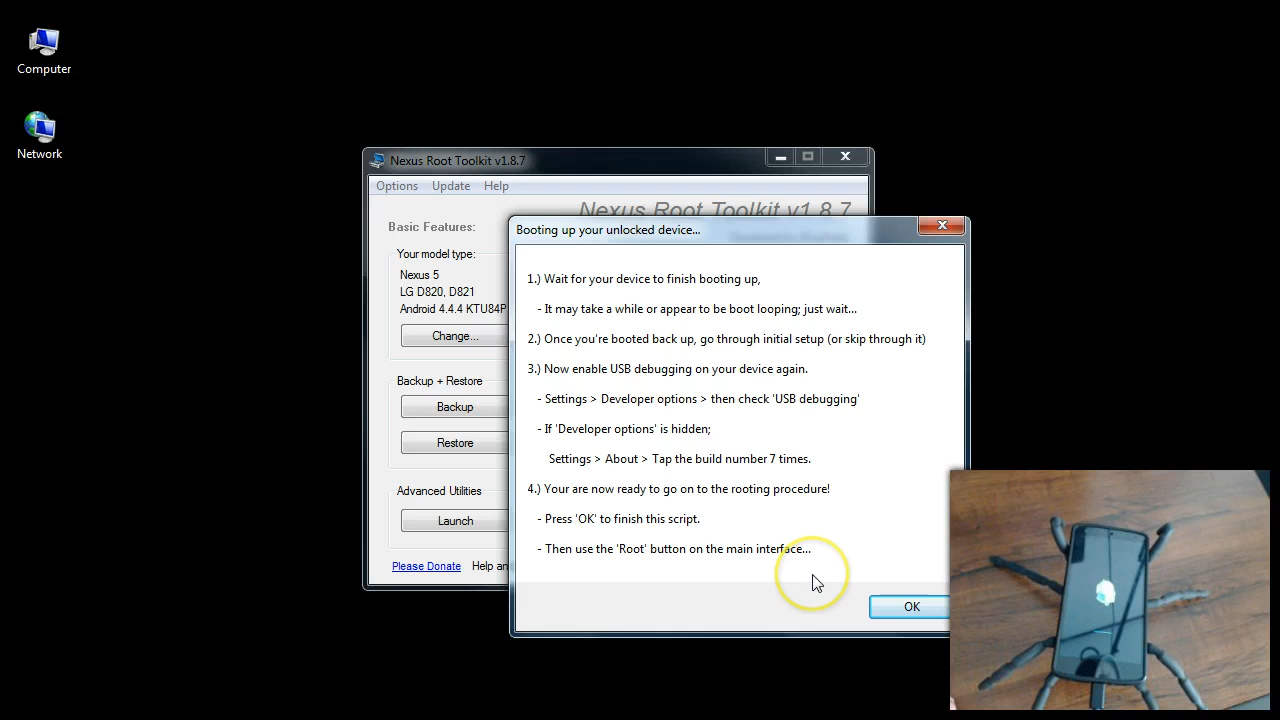 Computer
Network
Nexus Root Toolkit v1.8.7
Options Update Help
Nexus Root Toolkit v1.8.7
Basic Features:
Your model type:
Nexus 5
LG D820, D821
Android 4.4.4 KTU84P
Change...
Backup + Restore
Backup
Restore
Advanced Utilities
Launch
Please Donate Help an
Booting up your unlocked device...
1.) Wait for your device to finish booting up,
- It may take a while or appear to be boot looping; just wait...
2.) Once you're booted back up, go through initial setup (or skip through it)
3.) Now enable USB debugging on your device again.
- Settings > Developer options > then check 'USB debugging'
- If 'Developer options' is hidden;
Settings > About > Tap the build number 7 times.
4.) Your are now ready to go on to the rooting procedure!
- Press 'OK' to finish this script.
- Then use the 'Root' button on the main interface...
OK